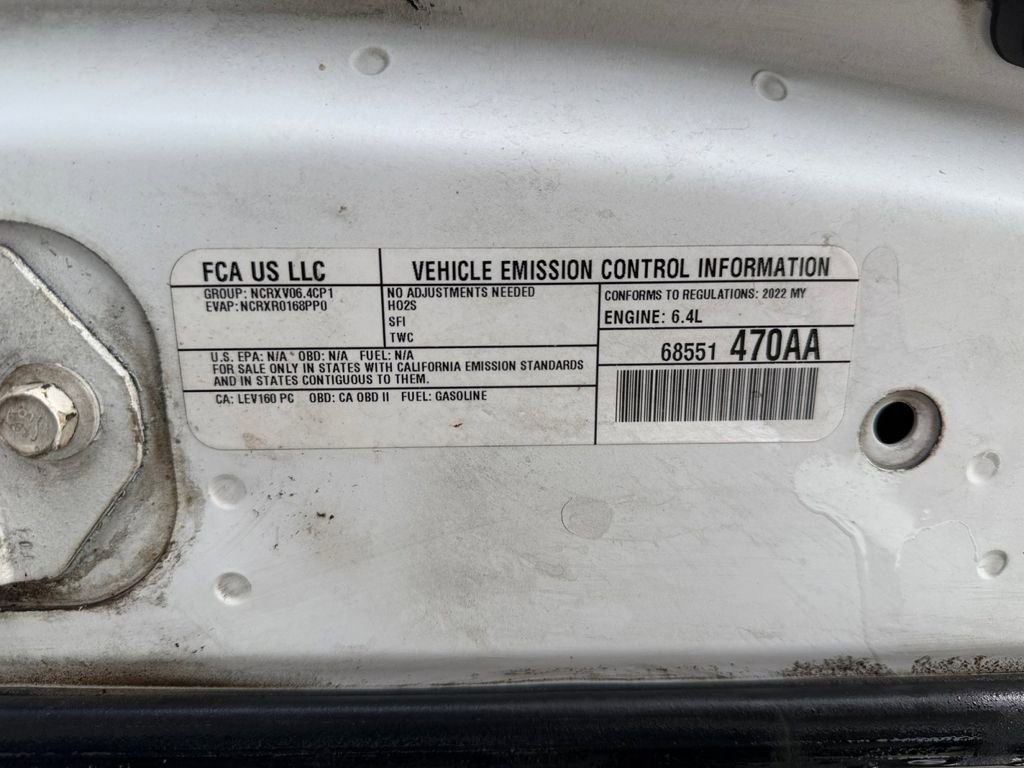 FCA US LLC
VEHICLE EMISSION CONTROL INFORMATION
GROUP: NCRXV06.4CP1
EVAP: NCRXR0168PP0
NO ADJUSTMENTS NEEDED
HO2S
SFI
TWC
CONFORMS TO REGULATIONS: 2022 MY
ENGINE: 6.4L
68551 470AA
U.S. EPA: N/A OBD: N/A FUEL: N/A
FOR SALE ONLY IN STATES WITH CALIFORNIA EMISSION STANDARDS
AND IN STATES CONTIGUOUS TO THEM.
CA: LEV160 PC OBD: CA OBD II FUEL: GASOLINE